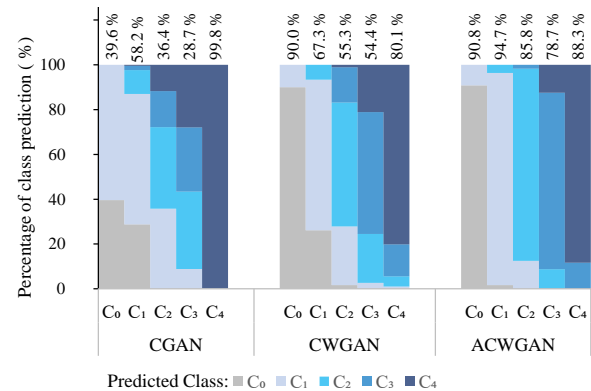 39.6 % 58.2 % 36.4 % 28.7 % 99.8 % 90.0 % 67.3 % 55.3 % 54.4 % 80.1 % 90.8 % 94.7 % 85.8 % 78.7 % 88.3 %
Percentage of class prediction ( %)
100
80
60
40
20
0
C₀ C₁ C₂ C₃ C₄ C₀ C₁ C₂ C₃ C₄ C₀ C₁ C₂ C₃ C₄
CGAN CWGAN ACWGAN
Predicted Class: C₀ C₁ C₂ C₃ C₄